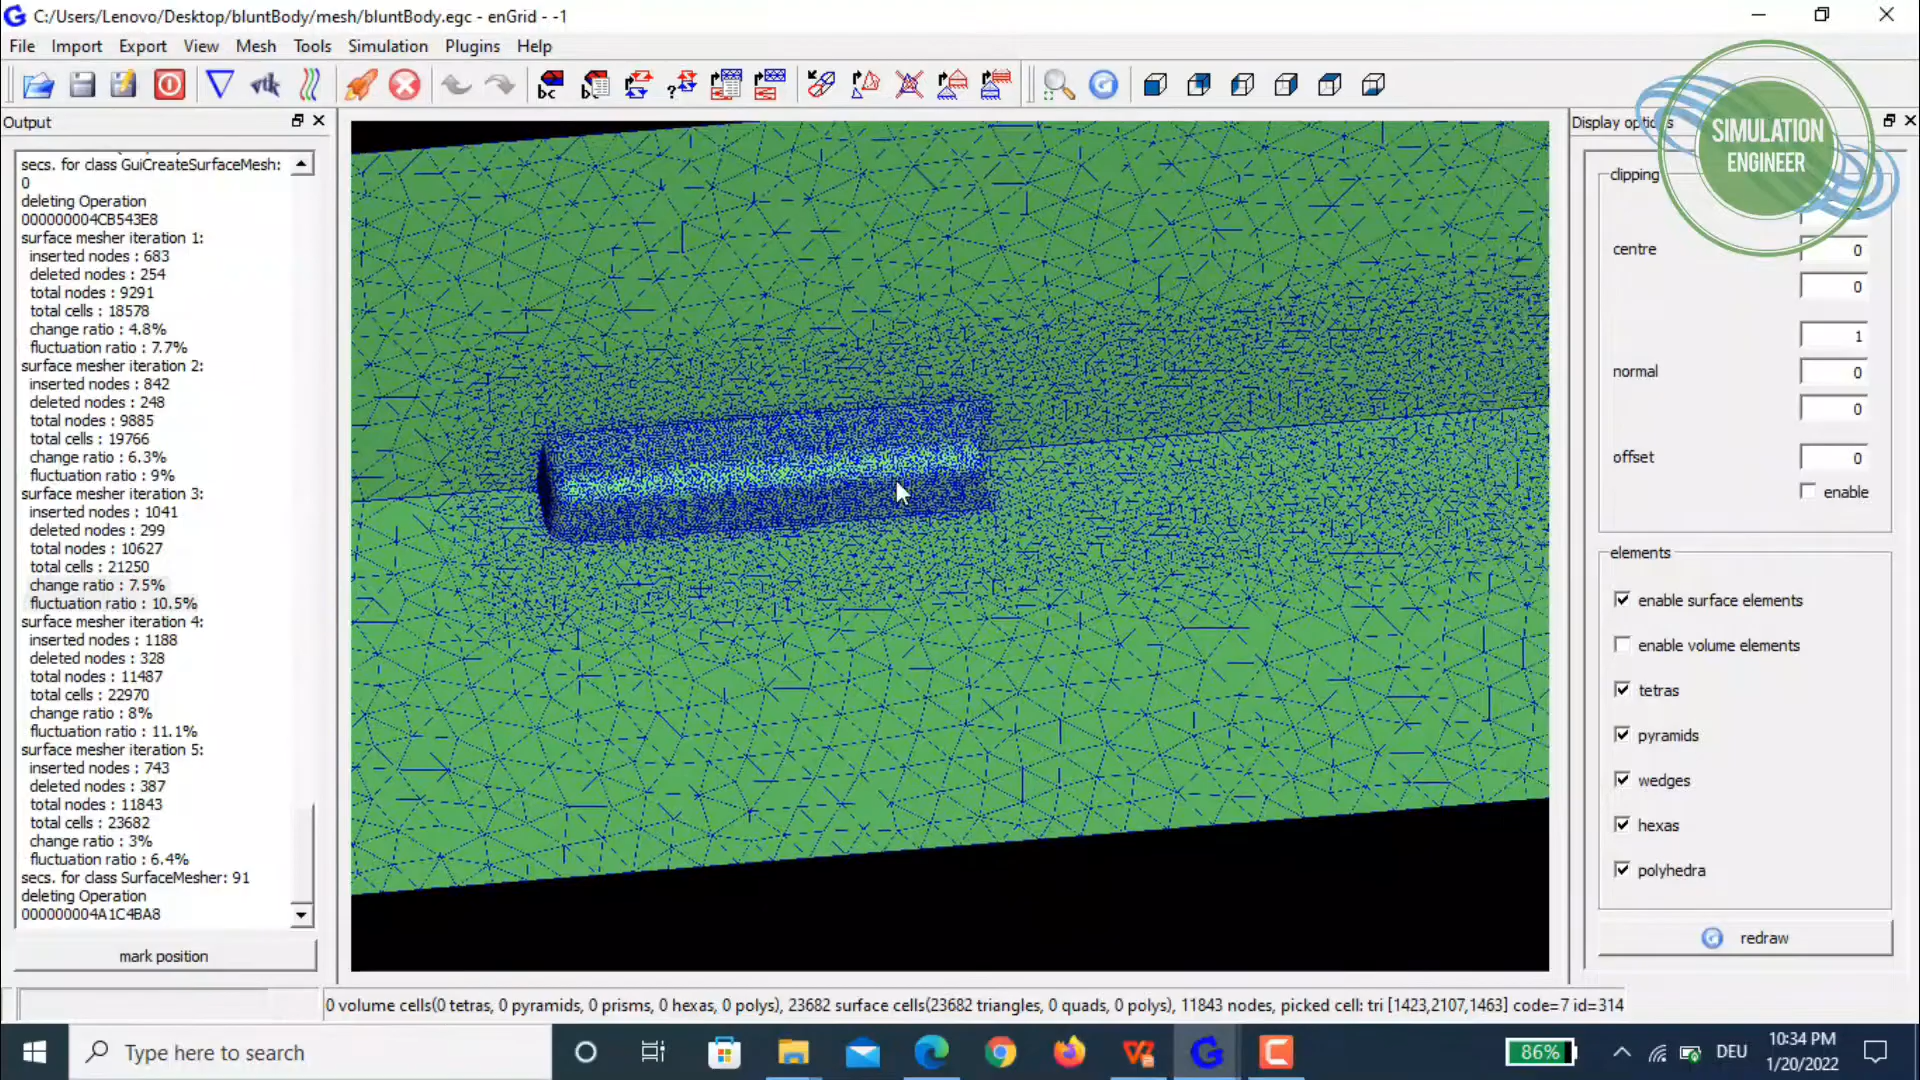 C:/Users/Lenovo/Desktop/bluntBody/mesh/bluntBody.egc - enGrid - -1
File Import Export View Mesh Tools Simulation Plugins Help
bc bc
Output
secs. for class GuiCreateSurfaceMesh:
0
deleting Operation
000000004CB543E8
surface mesher iteration 1:
inserted nodes : 683
deleted nodes : 254
total nodes : 9291
total cells : 18578
change ratio : 4.8%
fluctuation ratio : 7.7%
surface mesher iteration 2:
inserted nodes : 842
deleted nodes : 248
total nodes : 9885
total cells : 19766
change ratio : 6.3%
fluctuation ratio : 9%
surface mesher iteration 3:
inserted nodes : 1041
deleted nodes : 299
total nodes : 10627
total cells : 21250
change ratio : 7.5%
fluctuation ratio : 10.5%
surface mesher iteration 4:
inserted nodes : 1188
deleted nodes : 328
total nodes : 11487
total cells : 22970
change ratio : 8%
fluctuation ratio : 11.1%
surface mesher iteration 5:
inserted nodes : 743
deleted nodes : 387
total nodes : 11843
total cells : 23682
change ratio : 3%
fluctuation ratio : 6.4%
secs. for class SurfaceMesher: 91
deleting Operation
000000004A1C4BA8
mark position
SIMULATION
ENGINEER
clipping
centre
0
0
1
normal
0
0
offset
0
enable
elements
enable surface elements
enable volume elements
tetras
pyramids
wedges
hexas
polyhedra
redraw
0 volume cells(0 tetras, 0 pyramids, 0 prisms, 0 hexas, 0 polys), 23682 surface cells(23682 triangles, 0 quads, 0 polys), 11843 nodes, picked cell: tri [1423,2107,1463] code=7 id=314
Type here to search
86%
DEU
10:34 PM
1/20/2022